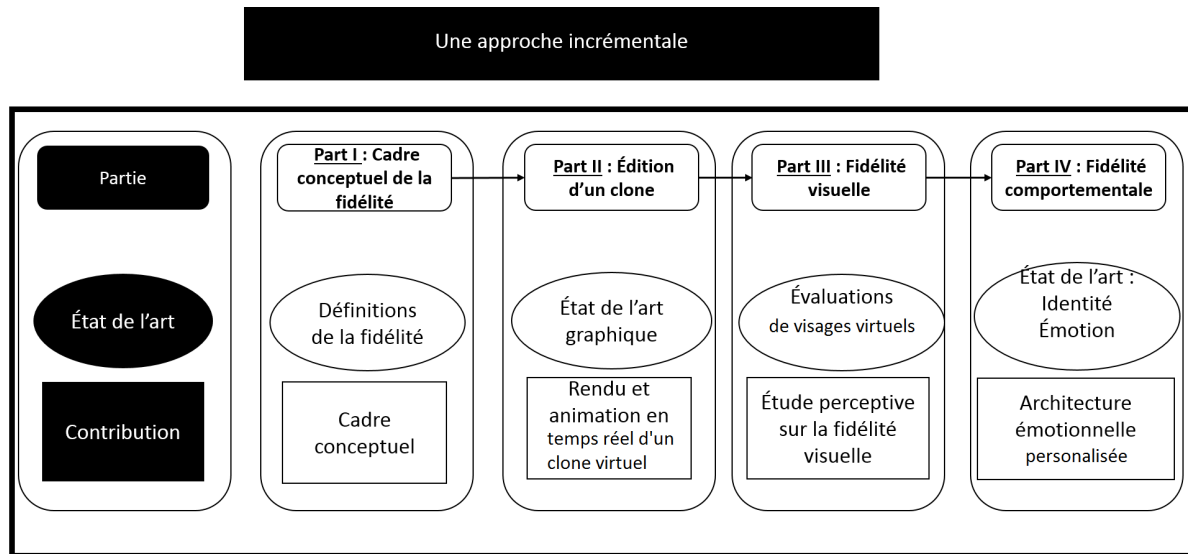 Une approche incrémentale
Partie
État de l'art
Contribution
Part I : Cadre
conceptuel de la
fidélité
Définitions
de la fidélité
Cadre
conceptuel
Part II : Édition
d'un clone
État de l'art
graphique
Rendu et
animation en
temps réel d'un
clone virtuel
Part III : Fidélité
visuelle
Évaluations
de visages virtuels
Étude perceptive
sur la fidélité
visuelle
Part IV : Fidélité
comportementale
État de l'art :
Identité
Émotion
Architecture
émotionnelle
personalisée